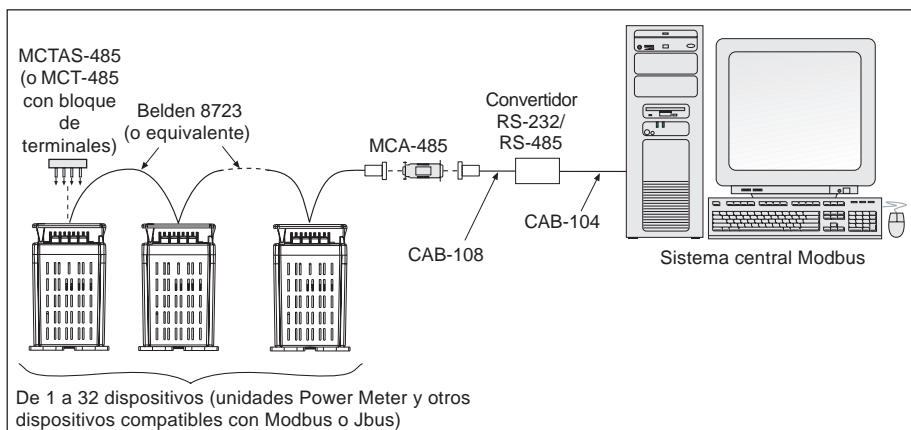 MCTAS-485
(o MCT-485
con bloque
de
terminales)
Belden 8723
(o equivalente)
MCA-485
Convertidor
RS-232/
RS-485
CAB-108
CAB-104
Sistema central Modbus
De 1 a 32 dispositivos (unidades Power Meter y otros
dispositivos compatibles con Modbus o Jbus)